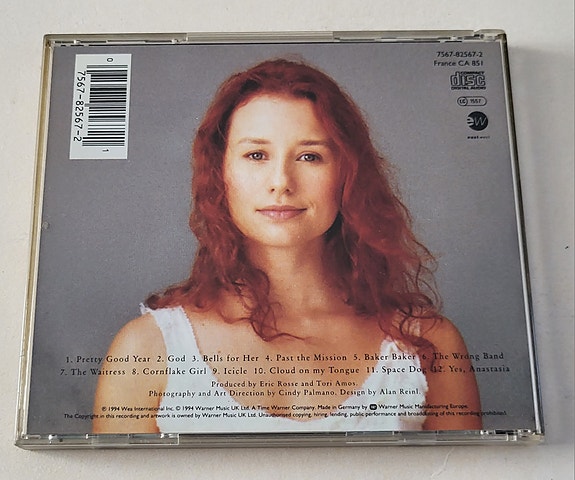 7567-82567-2
France: CA 851
COMPACT
disc
DIGITAL AUDIO
LC 1557
ew
eastwest
0 7567-82567-2 1
1. Pretty Good Year 2. God 3. Bells for Her 4. Past the Mission 5. Baker Baker 6. The Wrong Band
7. The Waitress 8. Cornflake Girl 9. Icicle 10. Cloud on my Tongue 11. Space Dog 12. Yes, Anastasia
Produced by Eric Rosse and Tori Amos.
Photography and Art Direction by Cindy Palmano. Design by Alan Reinl.
℗ 1994 Wea International Inc. © 1994 Warner Music UK Ltd. A Time Warner Company. Made in Germany by Warner Music Manufacturing Europe.
The Copyright in this recording and artwork is owned by Warner Music UK Ltd. Unauthorised copying, hiring, lending, public performance and broadcasting of this recording prohibited.